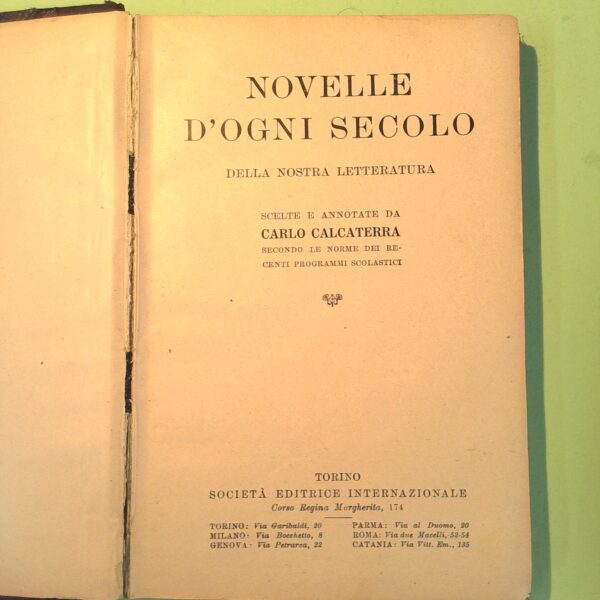 NOVELLE
D'OGNI SECOLO
DELLA NOSTRA LETTERATURA
SCELTE E ANNOTATE DA
CARLO CALCATERRA
SECONDO LE NORME DEI RE-
CENTI PROGRAMMI SCOLASTICI
TORINO
SOCIETÀ EDITRICE INTERNAZIONALE
Corso Regina Margherita, 174
TORINO: Via Garibaldi, 20 PARMA: Via al Duomo, 20
MILANO: Via Bocchetto, 8 ROMA: Via due Macelli, 52-54
GENOVA: Via Petrarca, 22 CATANIA: Via Vitt. Em., 135